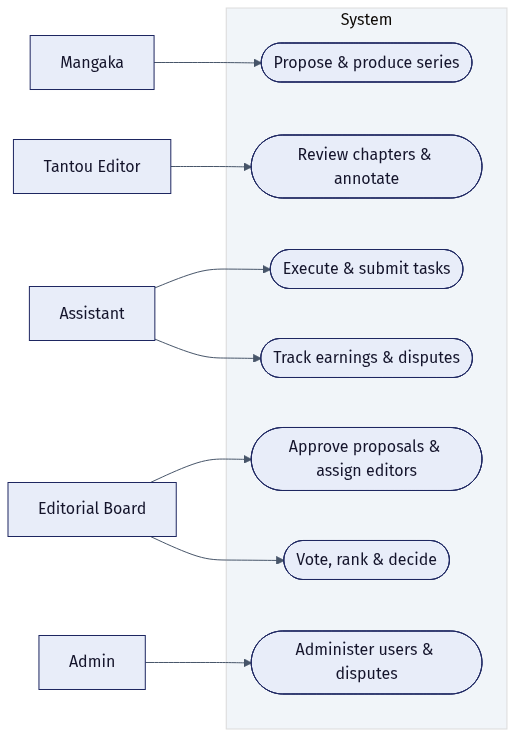 System
Mangaka
Propose & produce series
Tantou Editor
Review chapters &
annotate
Assistant
Execute & submit tasks
Track earnings & disputes
Editorial Board
Approve proposals &
assign editors
Vote, rank & decide
Admin
Administer users &
disputes